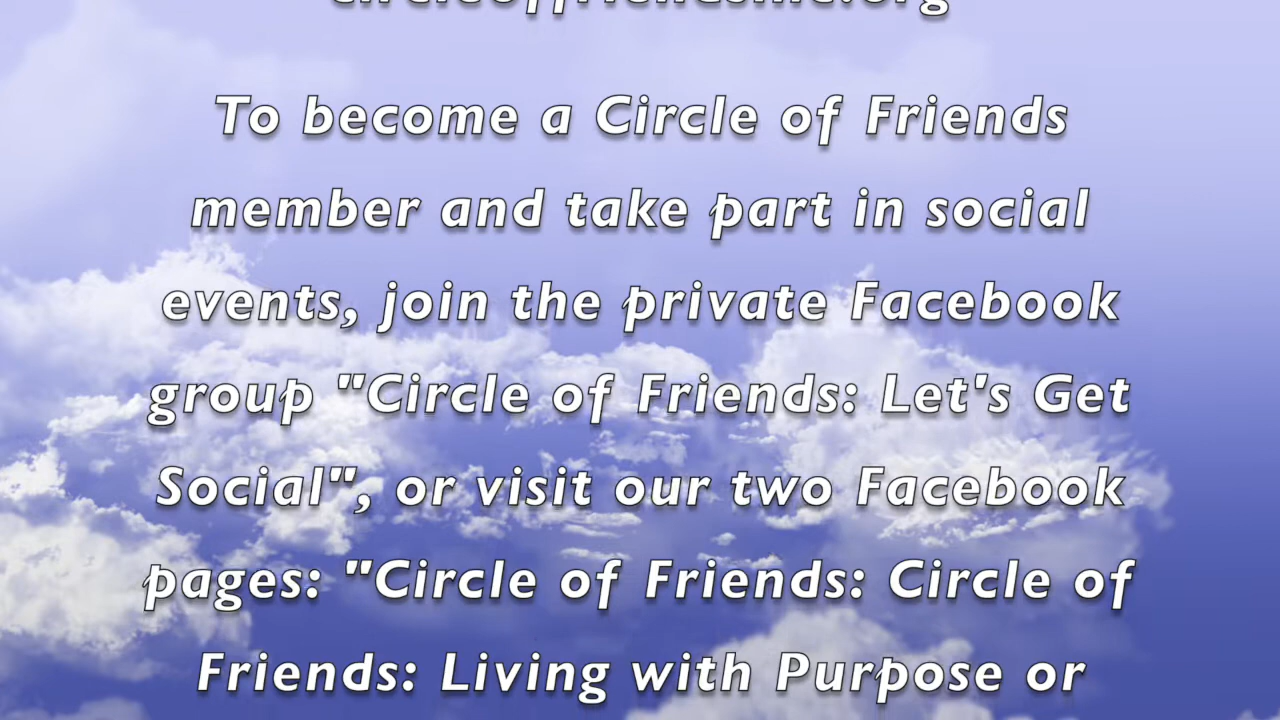 To become a Circle of Friends
member and take part in social
events, join the private Facebook
group "Circle of Friends: Let's Get
Social", or visit our two Facebook
pages: "Circle of Friends: Circle of
Friends: Living with Purpose or